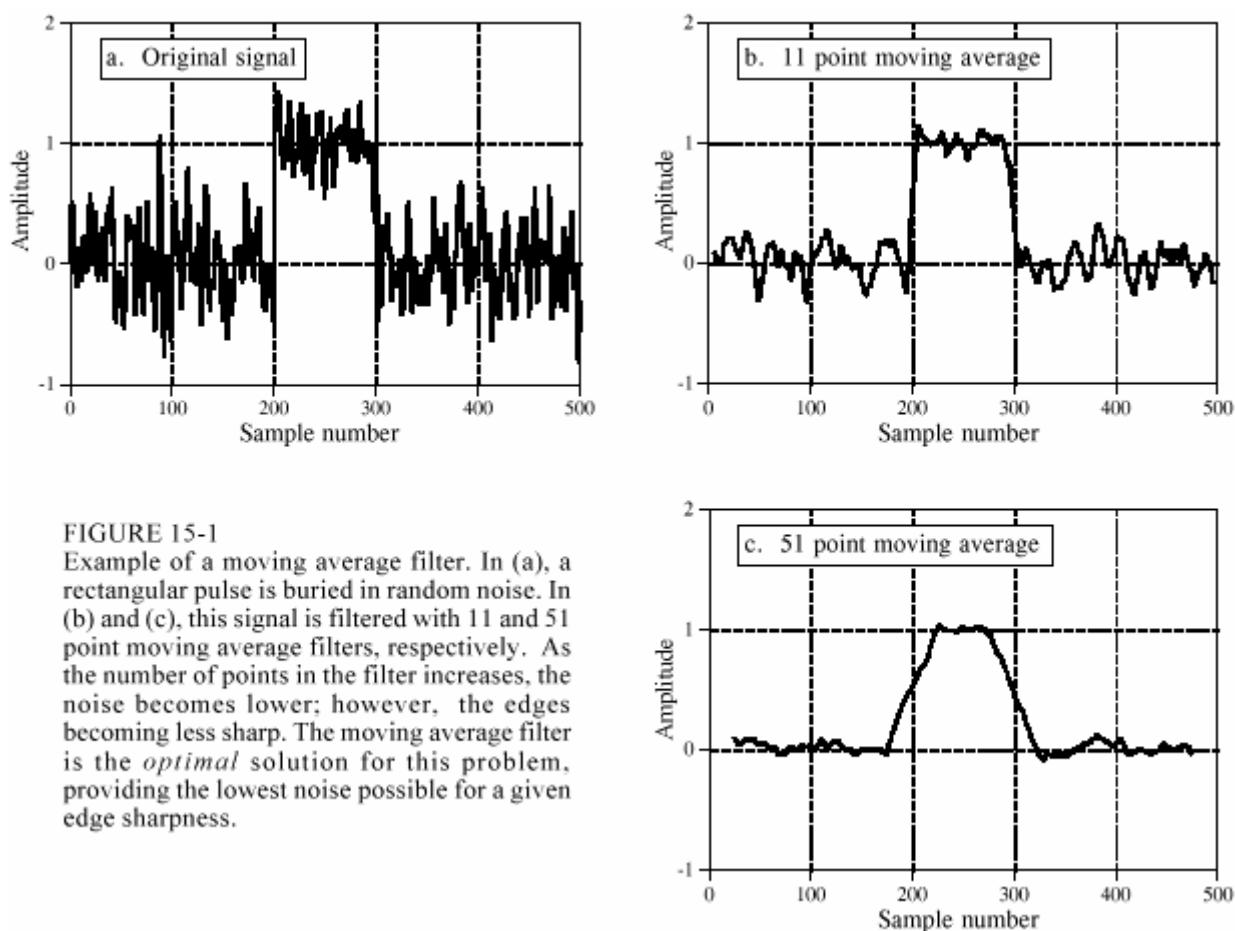 a. Original signal
2
1
0
-1
Amplitude
0 100 200 300 400 500
Sample number
b. 11 point moving average
2
1
0
-1
Amplitude
0 100 200 300 400 500
Sample number
FIGURE 15-1
Example of a moving average filter. In (a), a
rectangular pulse is buried in random noise. In
(b) and (c), this signal is filtered with 11 and 51
point moving average filters, respectively. As
the number of points in the filter increases, the
noise becomes lower; however, the edges
becoming less sharp. The moving average filter
is the optimal solution for this problem,
providing the lowest noise possible for a given
edge sharpness.
c. 51 point moving average
2
1
0
-1
Amplitude
0 100 200 300 400 500
Sample number